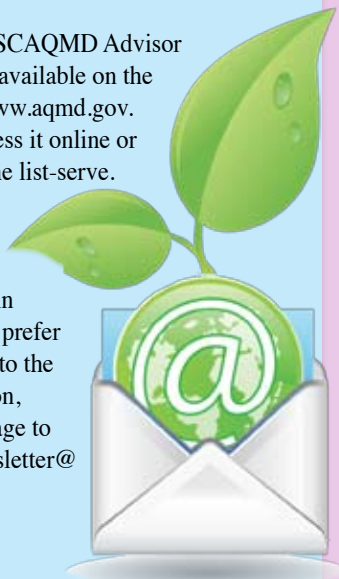 SCAQMD Advisor
available on the
ww.aqmd.gov.
ess it online or
e list-serve.
in
prefer
to the
on,
age to
sletter@
@